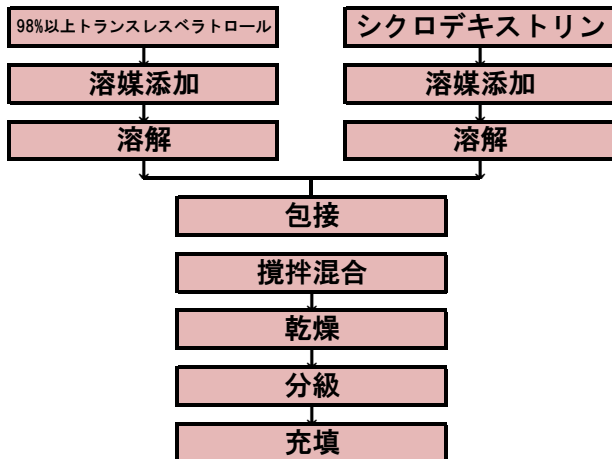 98%以上トランスレスベラトロール
シクロデキストリン
溶媒添加
溶媒添加
溶解
溶解
包接
撹拌混合
乾燥
分級
充填